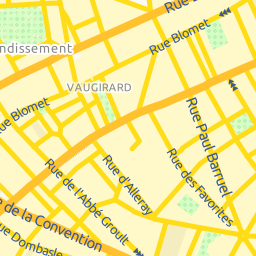 Rue
ndissement
Rue Blomet
VAUGIRARD
Rue Blomet
Rue Paul Barruel
Rue d'Alleray
Rue des Favorites
Rue de l'Abbé Groult
de la Convention
Rue Dombasle